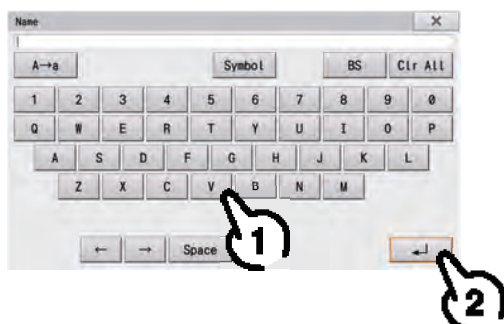 Name ×
A→a Symbol BS Clr All
1 2 3 4 5 6 7 8 9 0
Q W E R T Y U I O P
A S D F G H J K L
Z X C V B N M
← → Space ↵
1
2